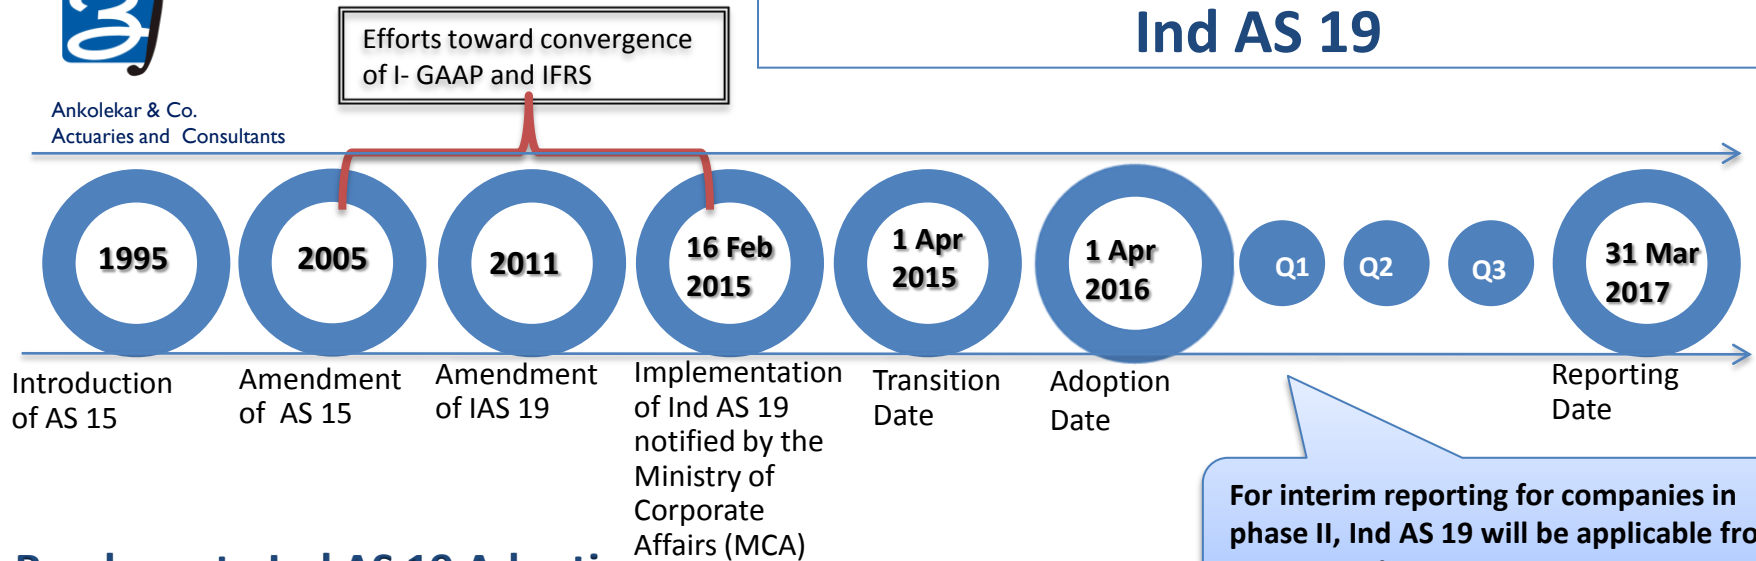 Ind AS 19
Efforts toward convergence
of I- GAAP and IFRS
Ankolekar & Co.
Actuaries and Consultants
1995
2005
2011
16 Feb
2015
1 Apr
2015
1 Apr
2016
Q1
Q2
Q3
31 Mar
2017
Introduction
of AS 15
Amendment
of AS 15
Amendment
of IAS 19
Implementation
of Ind AS 19
notified by the
Ministry of
Corporate
Affairs (MCA)
Transition
Date
Adoption
Date
Reporting
Date
For interim reporting for companies in
phase II, Ind AS 19 will be applicable fro